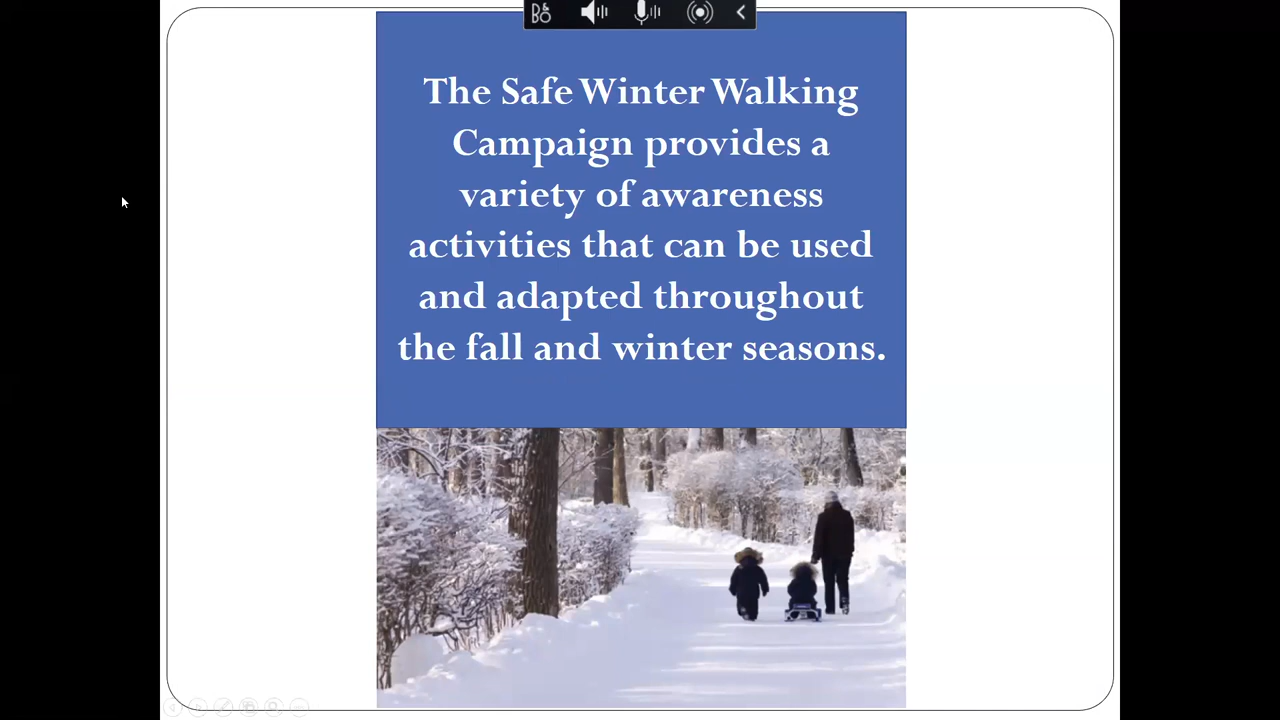 B&O
The Safe Winter Walking
Campaign provides a
variety of awareness
activities that can be used
and adapted throughout
the fall and winter seasons.